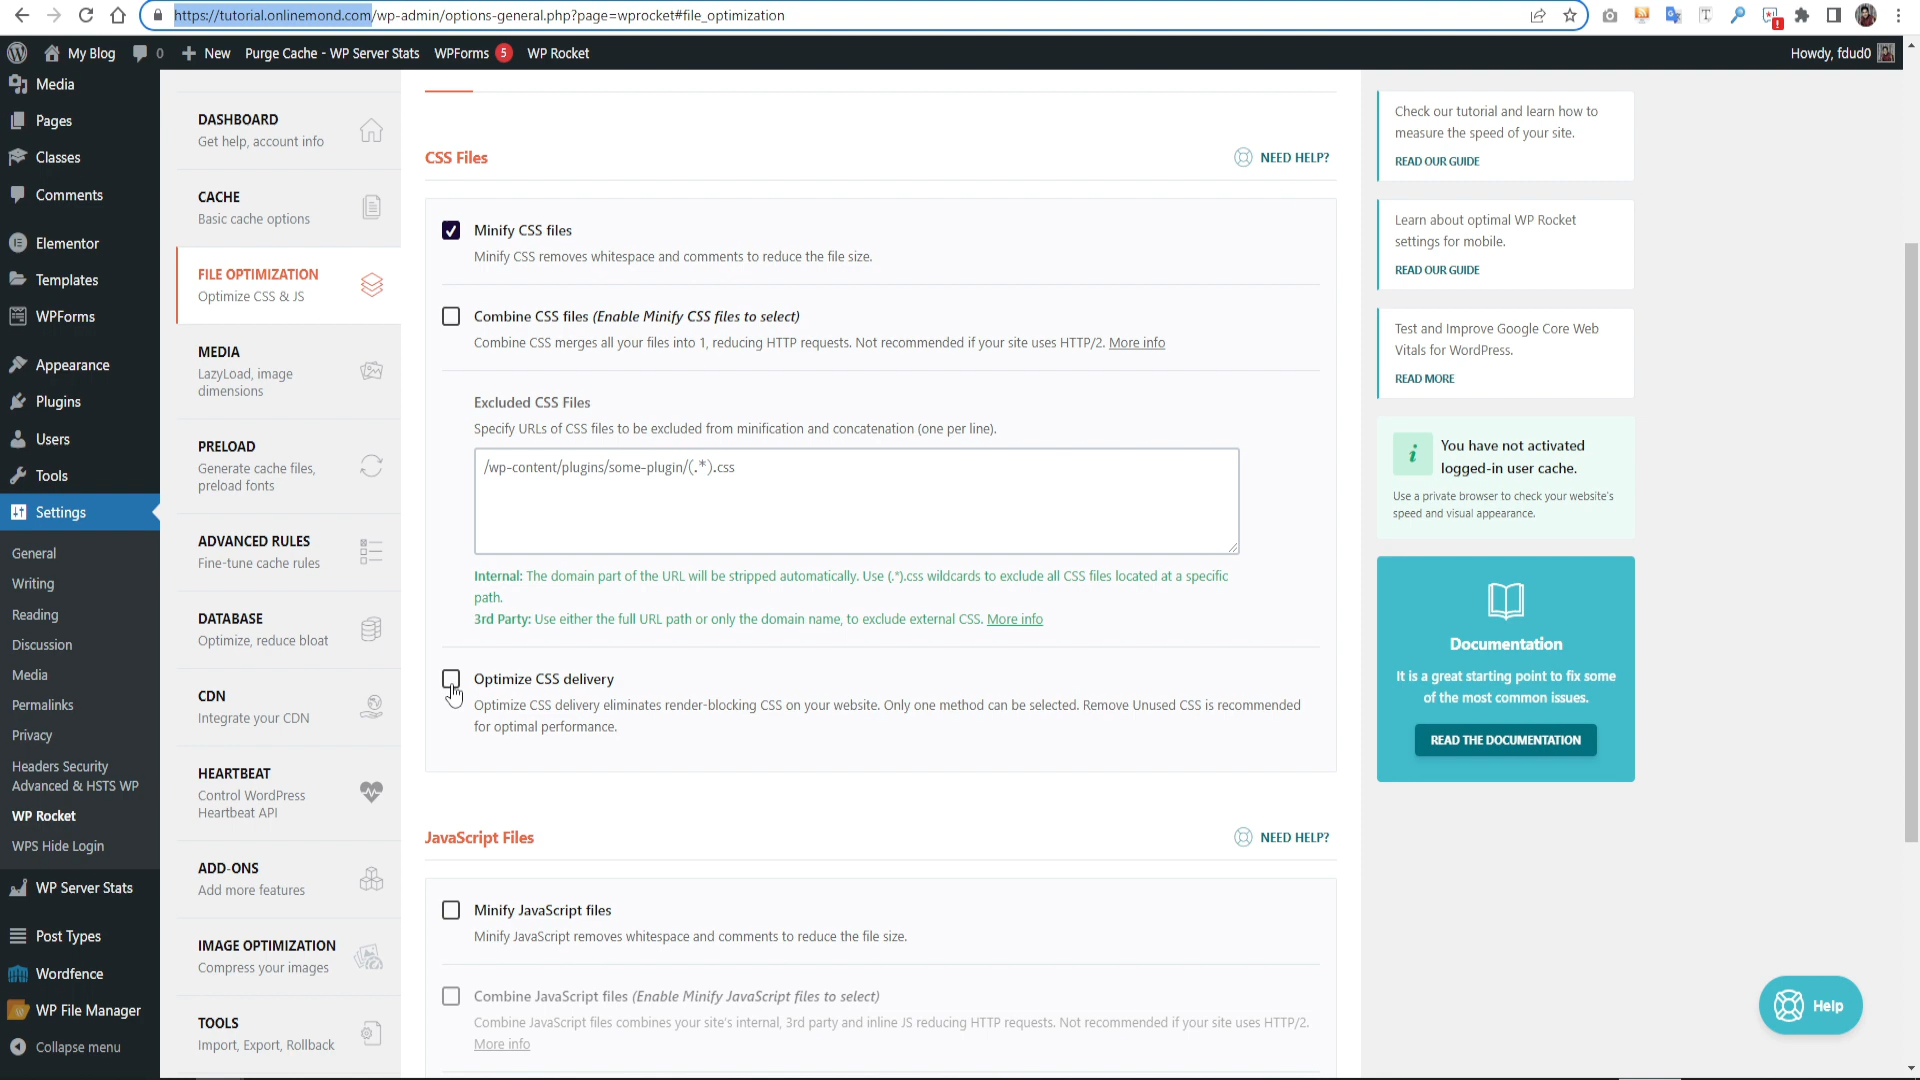 https://tutorial.onlinemond.com/wp-admin/options-general.php?page=wprocket#file_optimization
My Blog
0
New
Purge Cache - WP Server Stats
WPForms
5
WP Rocket
Howdy, fdud0
Media
Pages
Classes
Comments
Elementor
Templates
WPForms
Appearance
Plugins
Users
Tools
Settings
General
Writing
Reading
Discussion
Media
Permalinks
Privacy
Headers Security
Advanced & HSTS WP
WP Rocket
WPS Hide Login
WP Server Stats
Post Types
Wordfence
WP File Manager
Collapse menu
DASHBOARD
Get help, account info
CACHE
Basic cache options
FILE OPTIMIZATION
Optimize CSS & JS
MEDIA
LazyLoad, image
dimensions
PRELOAD
Generate cache files,
preload fonts
ADVANCED RULES
Fine-tune cache rules
DATABASE
Optimize, reduce bloat
CDN
Integrate your CDN
HEARTBEAT
Control WordPress
Heartbeat API
ADD-ONS
Add more features
IMAGE OPTIMIZATION
Compress your images
TOOLS
Import, Export, Rollback
CSS Files
NEED HELP?
Minify CSS files
Minify CSS removes whitespace and comments to reduce the file size.
Combine CSS files (Enable Minify CSS files to select)
Combine CSS merges all your files into 1, reducing HTTP requests. Not recommended if your site uses HTTP/2. More info
Excluded CSS Files
Specify URLs of CSS files to be excluded from minification and concatenation (one per line).
/wp-content/plugins/some-plugin/(.*).css
Internal: The domain part of the URL will be stripped automatically. Use (.*).css wildcards to exclude all CSS files located at a specific
path.
3rd Party: Use either the full URL path or only the domain name, to exclude external CSS. More info
Optimize CSS delivery
Optimize CSS delivery eliminates render-blocking CSS on your website. Only one method can be selected. Remove Unused CSS is recommended
for optimal performance.
JavaScript Files
NEED HELP?
Minify JavaScript files
Minify JavaScript removes whitespace and comments to reduce the file size.
Combine JavaScript files (Enable Minify JavaScript files to select)
Combine JavaScript files combines your site's internal, 3rd party and inline JS reducing HTTP requests. Not recommended if your site uses HTTP/2.
More info
Check our tutorial and learn how to
measure the speed of your site.
READ OUR GUIDE
Learn about optimal WP Rocket
settings for mobile.
READ OUR GUIDE
Test and Improve Google Core Web
Vitals for WordPress.
READ MORE
i
You have not activated
logged-in user cache.
Use a private browser to check your website's
speed and visual appearance.
Documentation
It is a great starting point to fix some
of the most common issues.
READ THE DOCUMENTATION
Help